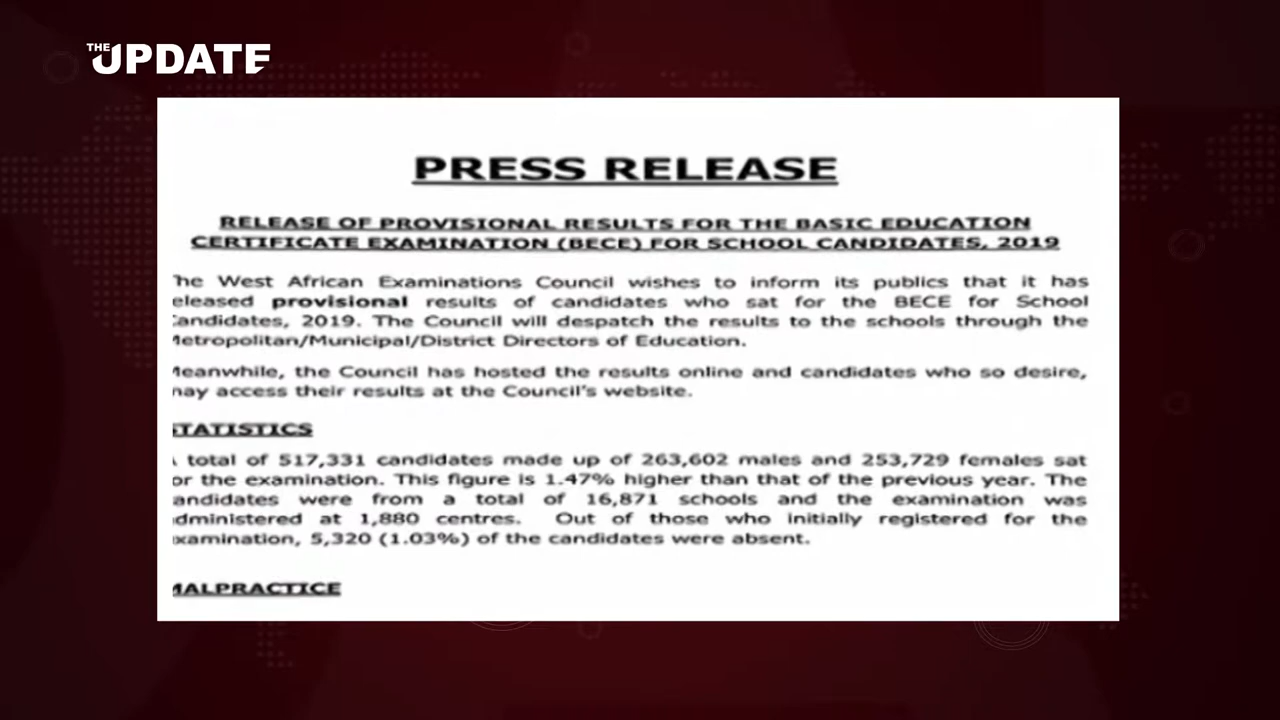 THE UPDATE
PRESS RELEASE
RELEASE OF PROVISIONAL RESULTS FOR THE BASIC EDUCATION
CERTIFICATE EXAMINATION (BECE) FOR SCHOOL CANDIDATES, 2019
he West African Examinations Council wishes to inform its publics that it has
eleased provisional results of candidates who sat for the BECE for School
andidates, 2019. The Council will despatch the results to the schools through the
etropolitan/Municipal/District Directors of Education.
eanwhile, the Council has hosted the results online and candidates who so desire,
ay access their results at the Council's website.
STATISTICS
total of 517,331 candidates made up of 263,602 males and 253,729 females sat
or the examination. This figure is 1.47% higher than that of the previous year. The
andidates were from a total of 16,871 schools and the examination was
dministered at 1,880 centres. Out of those who initially registered for the
xamination, 5,320 (1.03%) of the candidates were absent.
MALPRACTICE